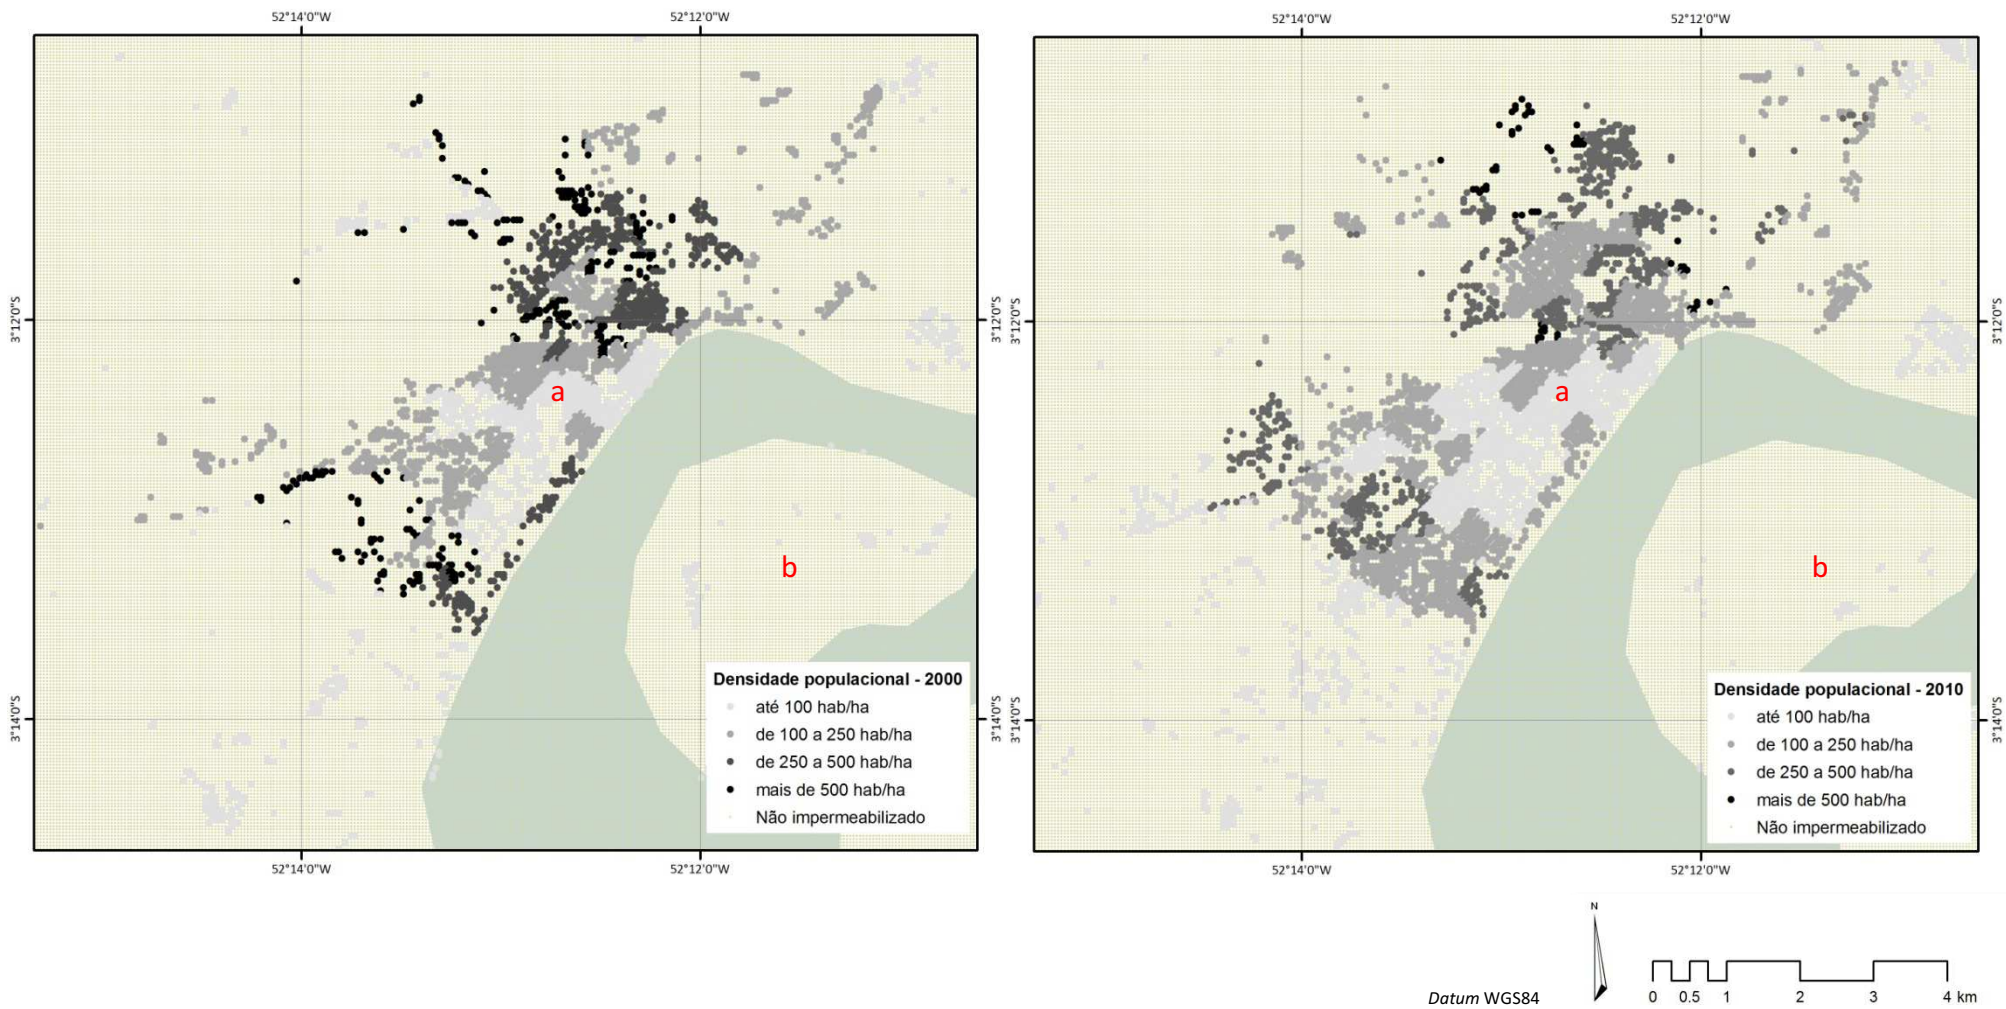 52°14'0"W
52°12'0"W
52°14'0"W
52°12'0"W
3°12'0"S
3°12'0"S
3°12'0"S
3°12'0"S
a
a
b
b
Densidade populacional - 2000
até 100 hab/ha
de 100 a 250 hab/ha
de 250 a 500 hab/ha
mais de 500 hab/ha
Não impermeabilizado
Densidade populacional - 2010
até 100 hab/ha
de 100 a 250 hab/ha
de 250 a 500 hab/ha
mais de 500 hab/ha
Não impermeabilizado
3°14'0"S
3°14'0"S
3°14'0"S
3°14'0"S
52°14'0"W
52°12'0"W
52°14'0"W
52°12'0"W
N
Datum WGS84
0 0.5 1 2 3 4 km